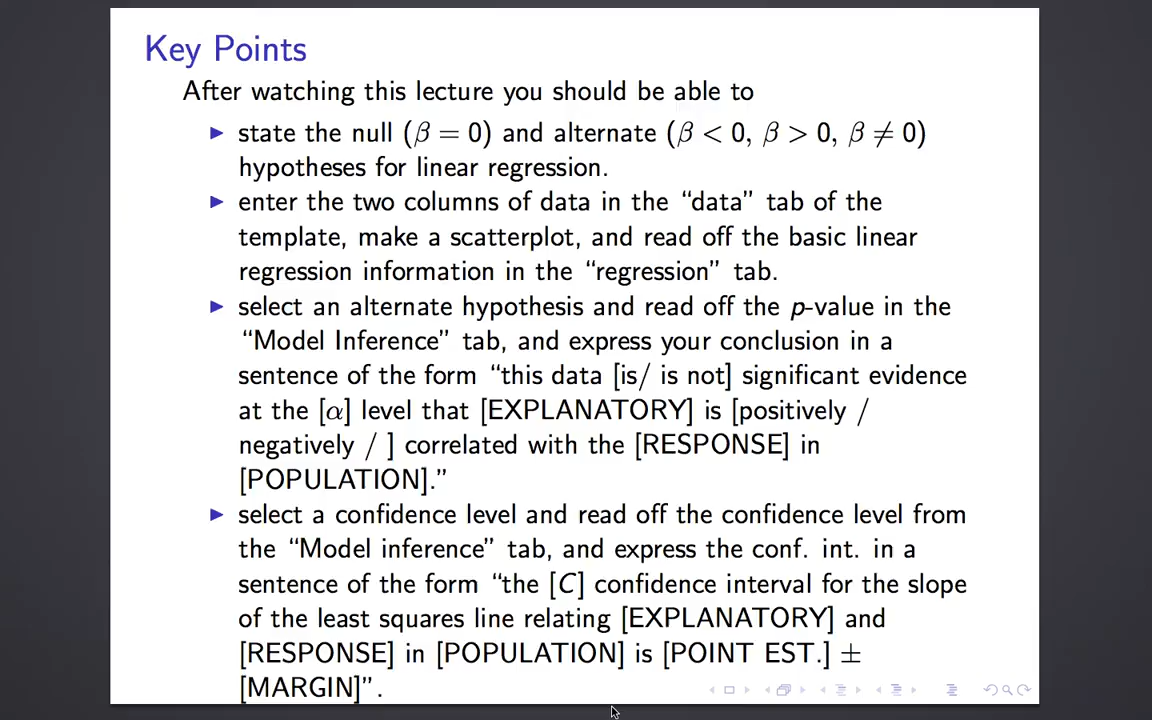 Key Points
After watching this lecture you should be able to
▶ state the null (β = 0) and alternate (β < 0, β > 0, β ≠ 0)
hypotheses for linear regression.
▶ enter the two columns of data in the “data” tab of the
template, make a scatterplot, and read off the basic linear
regression information in the “regression” tab.
▶ select an alternate hypothesis and read off the p-value in the
“Model Inference” tab, and express your conclusion in a
sentence of the form “this data [is/ is not] significant evidence
at the [α] level that [EXPLANATORY] is [positively /
negatively / ] correlated with the [RESPONSE] in
[POPULATION].”
▶ select a confidence level and read off the confidence level from
the “Model inference” tab, and express the conf. int. in a
sentence of the form “the [C] confidence interval for the slope
of the least squares line relating [EXPLANATORY] and
[RESPONSE] in [POPULATION] is [POINT EST.] ±
[MARGIN]”.